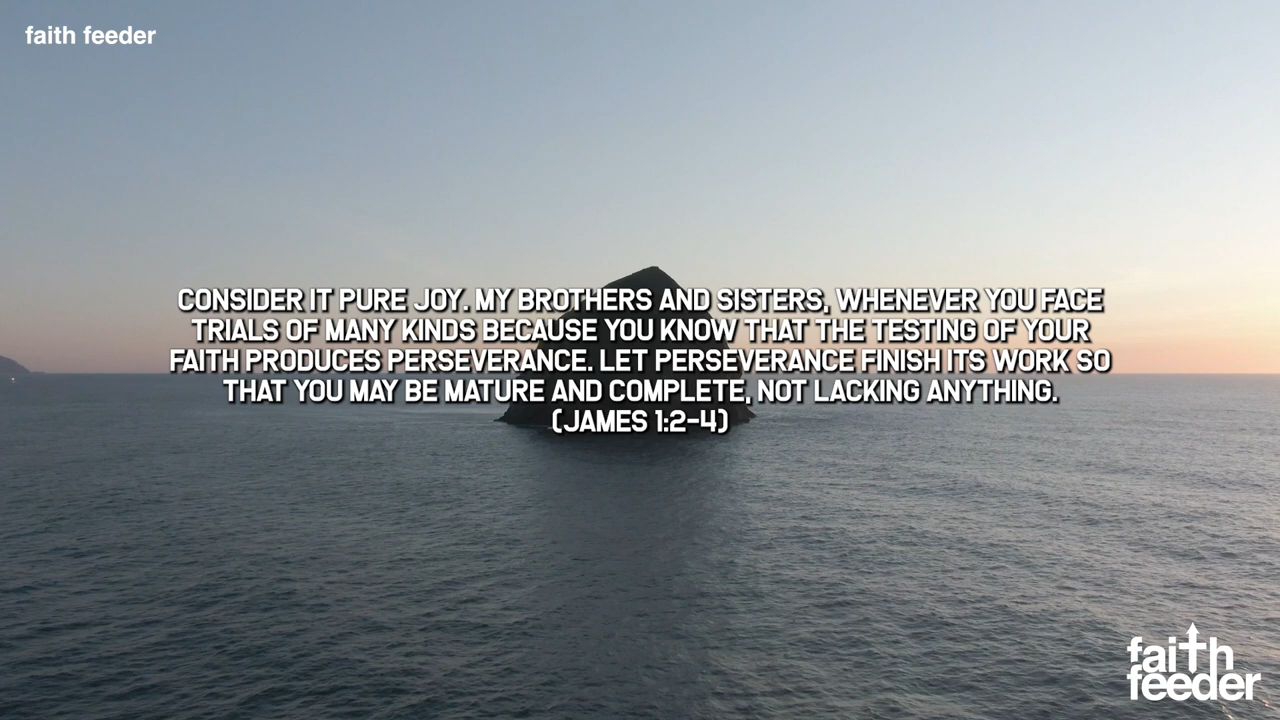 faith feeder
CONSIDER IT PURE JOY. MY BROTHERS AND SISTERS, WHENEVER YOU FACE
TRIALS OF MANY KINDS BECAUSE YOU KNOW THAT THE TESTING OF YOUR
FAITH PRODUCES PERSEVERANCE. LET PERSEVERANCE FINISH ITS WORK SO
THAT YOU MAY BE MATURE AND COMPLETE, NOT LACKING ANYTHING.
(JAMES 1:2-4)
faith
feeder